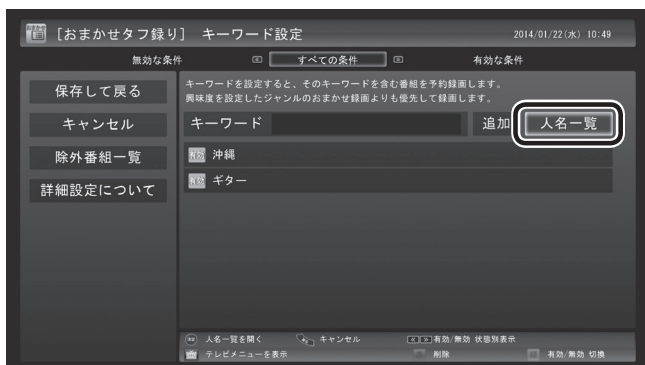 [おまかせタフ録り] キーワード設定
2014/01/22(水) 10:49
無効な条件 すべての条件 有効な条件
保存して戻る
キャンセル
除外番組一覧
詳細設定について
キーワードを設定すると、そのキーワードを含む番組を予約録画します。
興味度を設定したジャンルのおまかせ録画よりも優先して録画します。
キーワード 追加 人名一覧
有効 沖縄
有効 ギター
人名一覧を開く キャンセル 有効/無効 状態別表示
テレビメニューを表示 削除 有効/無効 切換